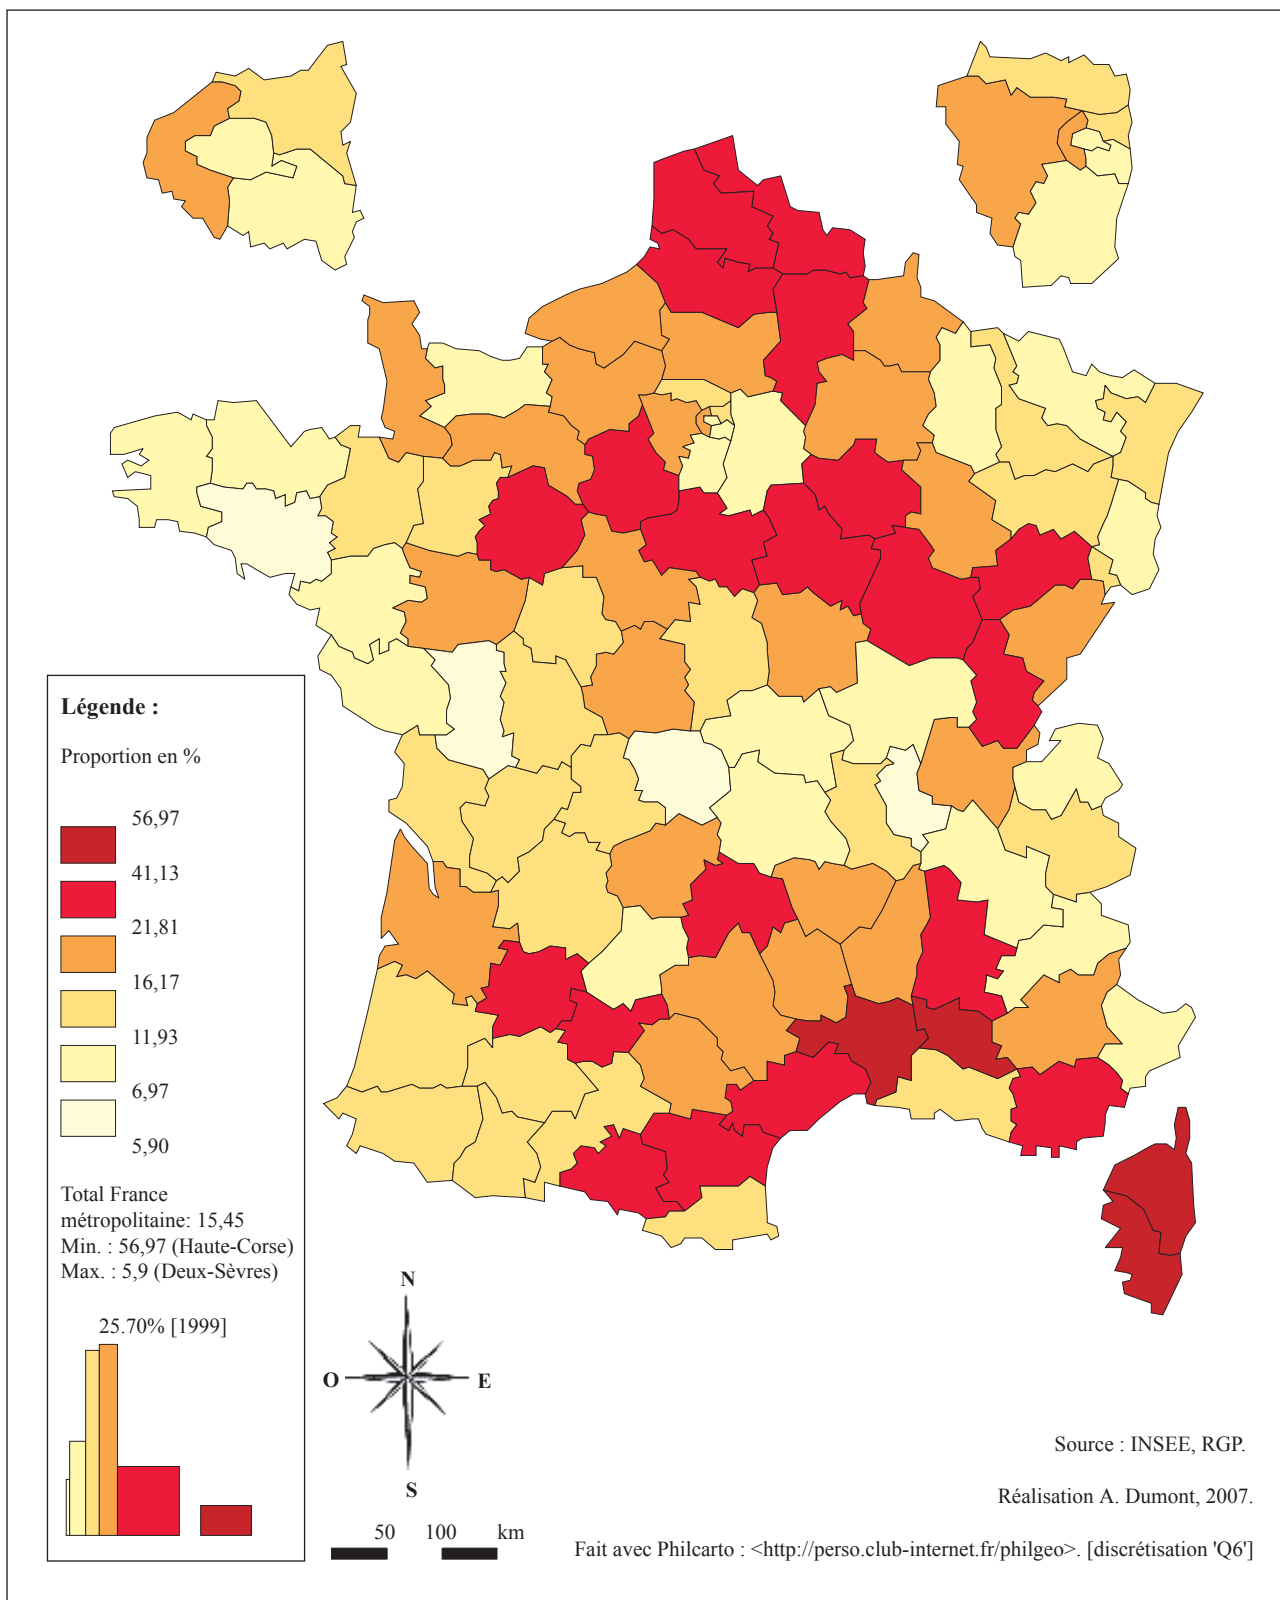 Légende :
Proportion en %
56,97
41,13
21,81
16,17
11,93
6,97
5,90
Total France
métropolitaine: 15,45
Min. : 56,97 (Haute-Corse)
Max. : 5,9 (Deux-Sèvres)
25.70% [1999]
N
O
E
S
50 100 km
Source : INSEE, RGP.
Réalisation A. Dumont, 2007.
Fait avec Philcarto : <http://perso.club-internet.fr/philgeo>. [discrétisation 'Q6']